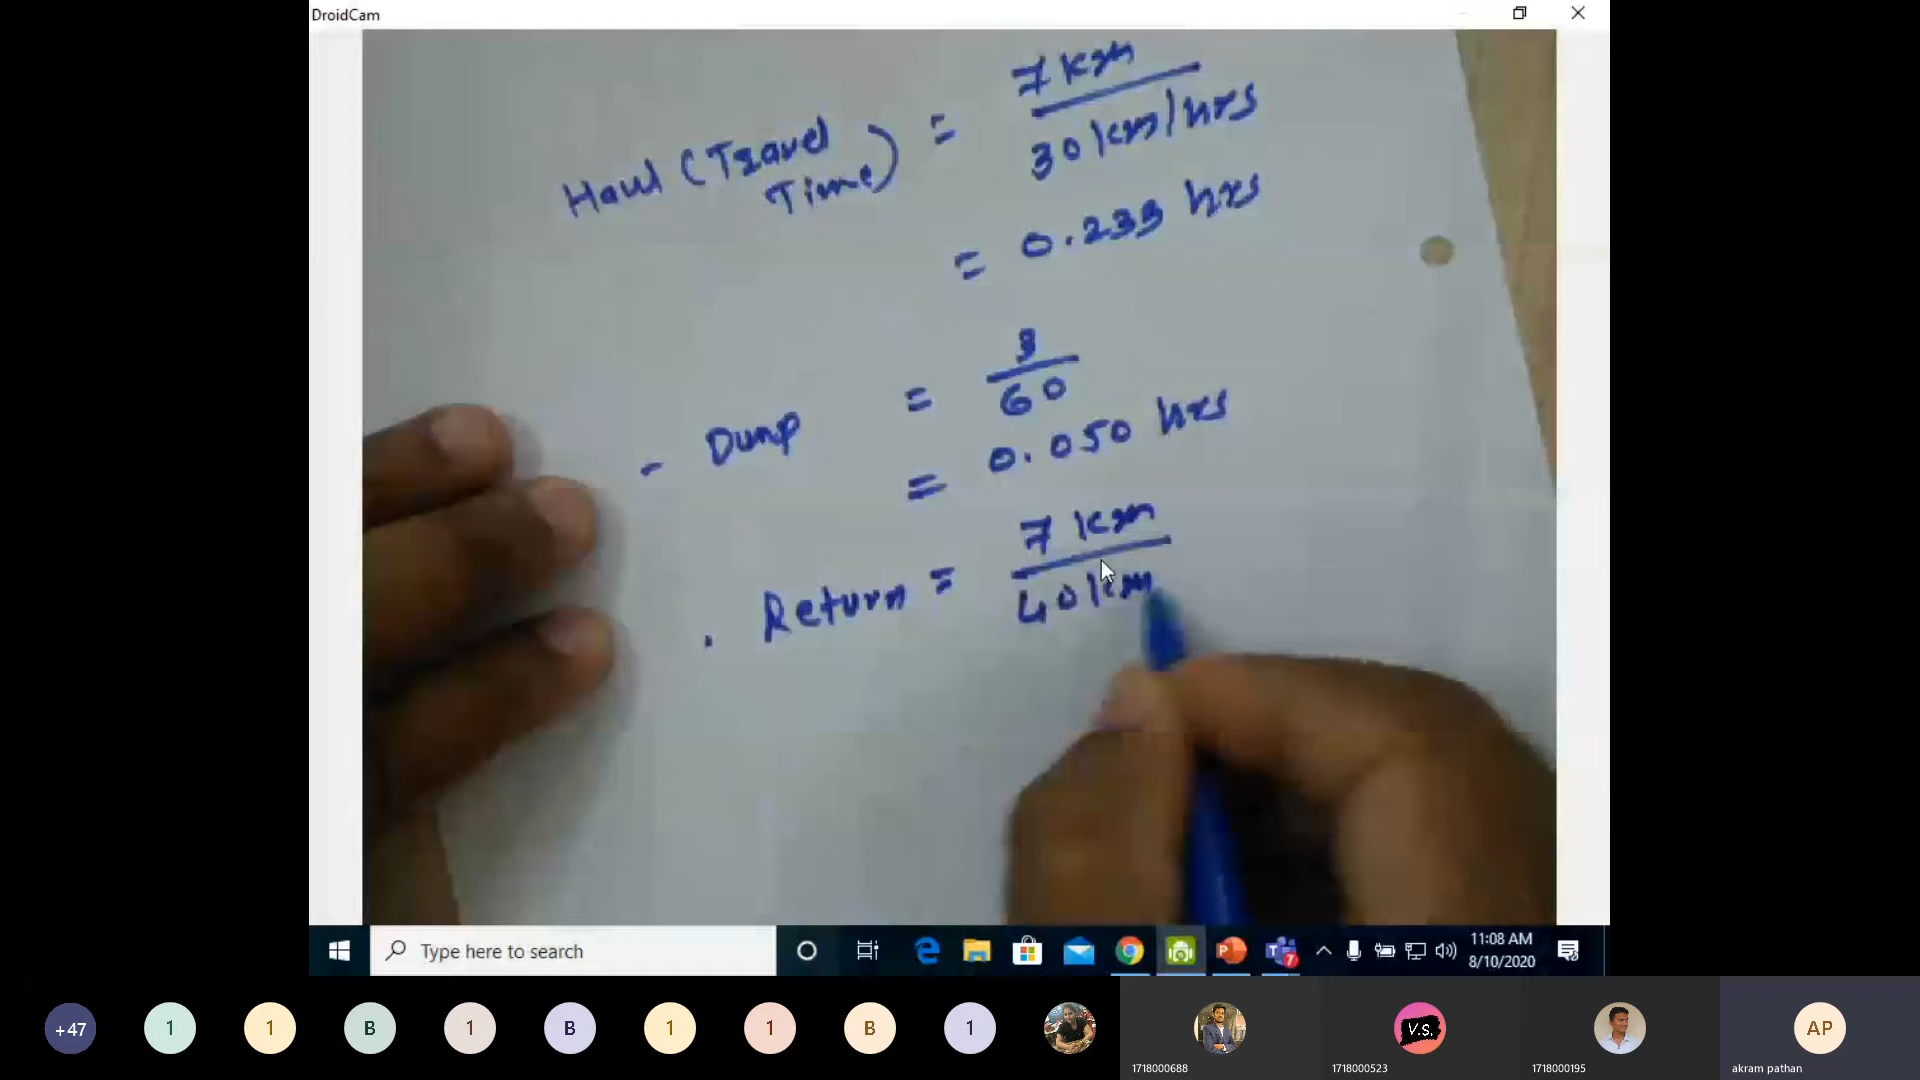 DroidCam
7 km
Haul (Travel Time) = 30 km/hrs
= 0.233 hrs
3
- Dump = 60
= 0.050 hrs
7 km
. Return = 40 km
Type here to search
11:08 AM
8/10/2020
7
+47
1
1
B
1
B
1
1
B
1
V.S.
AP
1718000688
1718000523
1718000195
akram pathan